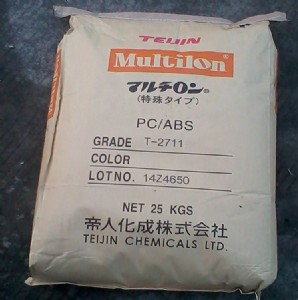 TEIJIN
Multilon
マルチロン®
(特殊タイプ)
PC/ABS
GRADE T-2711
COLOR
LOT NO. 14Z4650
NET 25 KGS
帝人化成株式会社
TEIJIN CHEMICALS LTD.